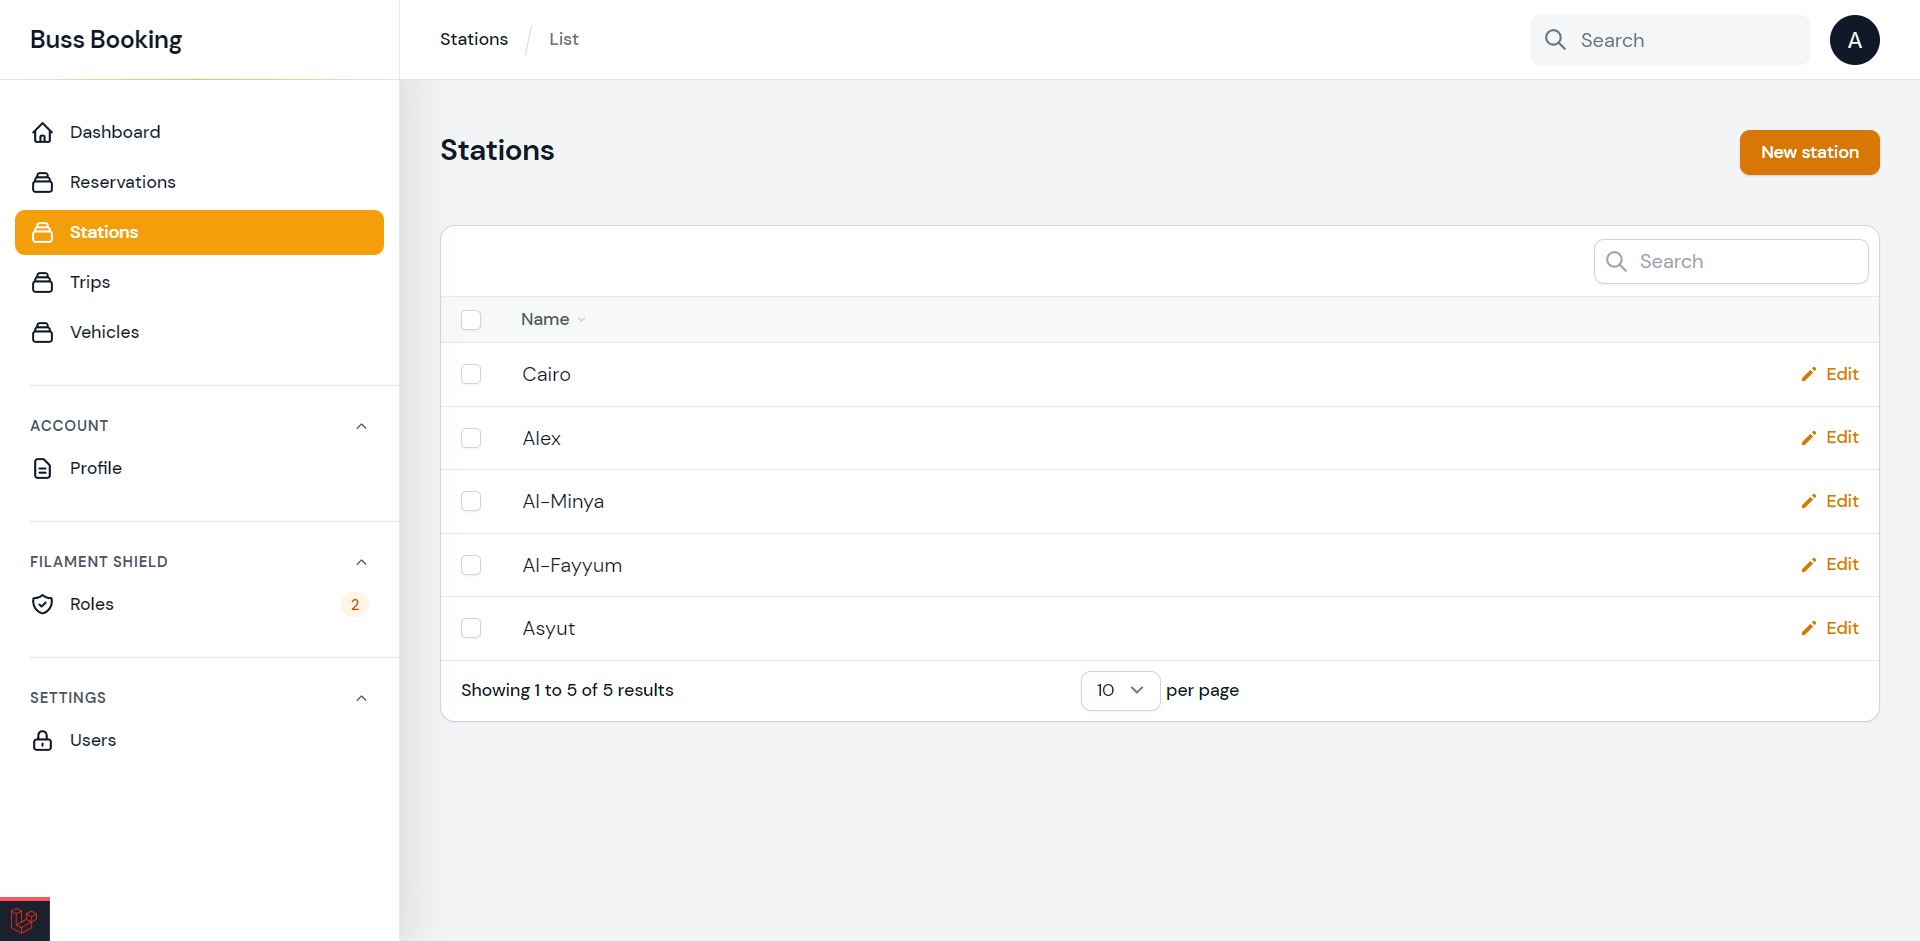 Buss Booking
Stations
List
Search
A
Dashboard
Reservations
Stations
Trips
Vehicles
ACCOUNT
Profile
FILAMENT SHIELD
Roles
2
SETTINGS
Users
Stations
New station
Search
Name
Cairo
Edit
Alex
Edit
Al-Minya
Edit
Al-Fayyum
Edit
Asyut
Edit
Showing 1 to 5 of 5 results
10
per page